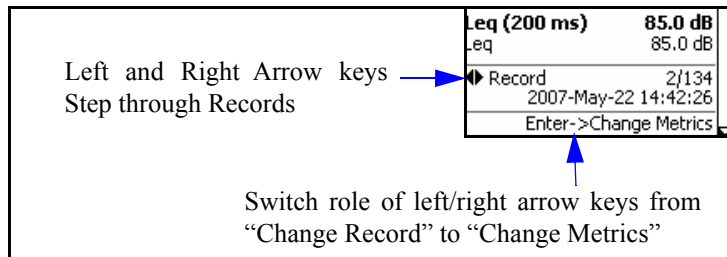 Leq (200 ms) 85.0 dB
Leq 85.0 dB
Left and Right Arrow keys
Step through Records
Record 2/134
2007-May-22 14:42:26
Enter->Change Metrics
Switch role of left/right arrow keys from
“Change Record” to “Change Metrics”